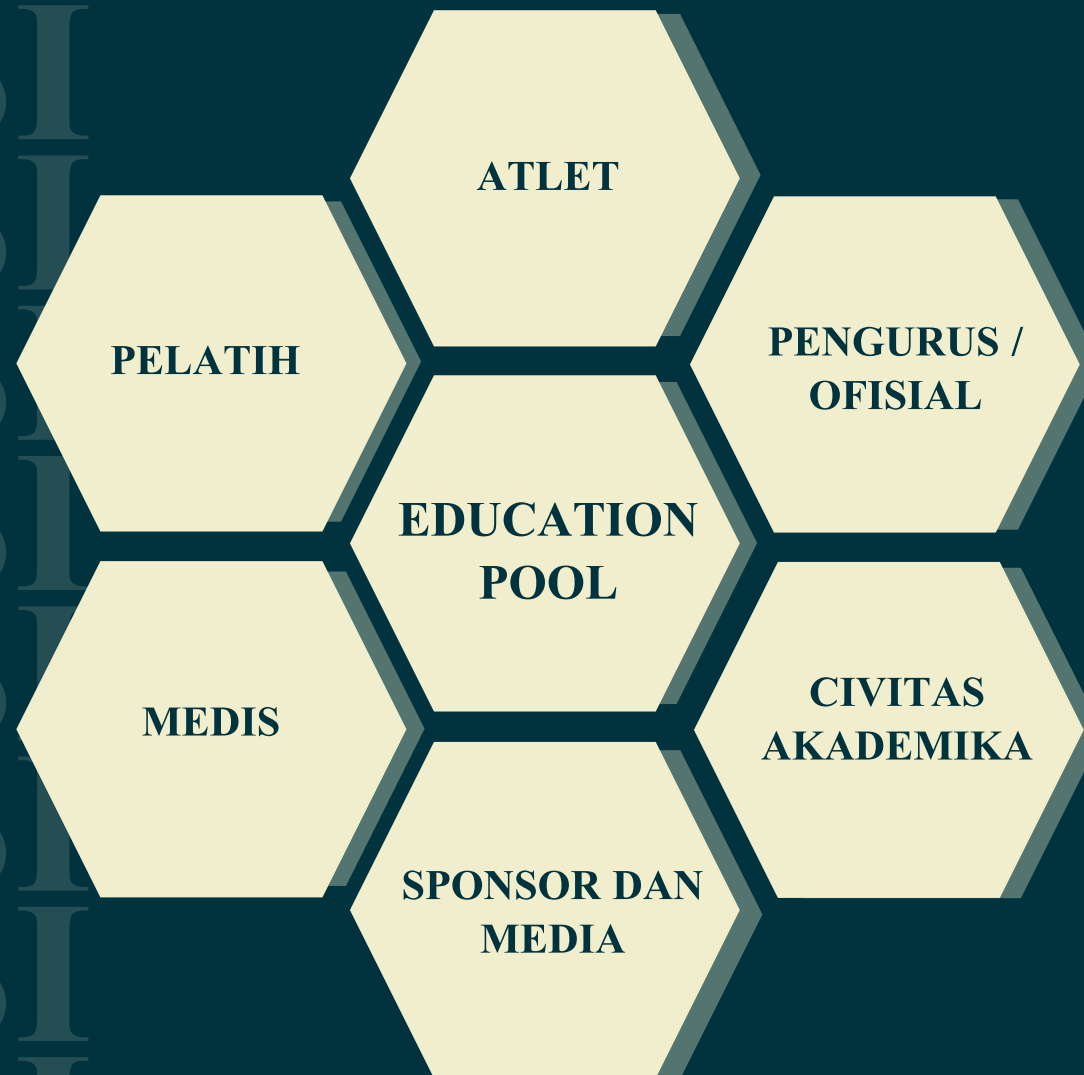 ATLET
PELATIH
PENGURUS /
OFISIAL
EDUCATION
POOL
MEDIS
CIVITAS
AKADEMIKA
SPONSOR DAN
MEDIA